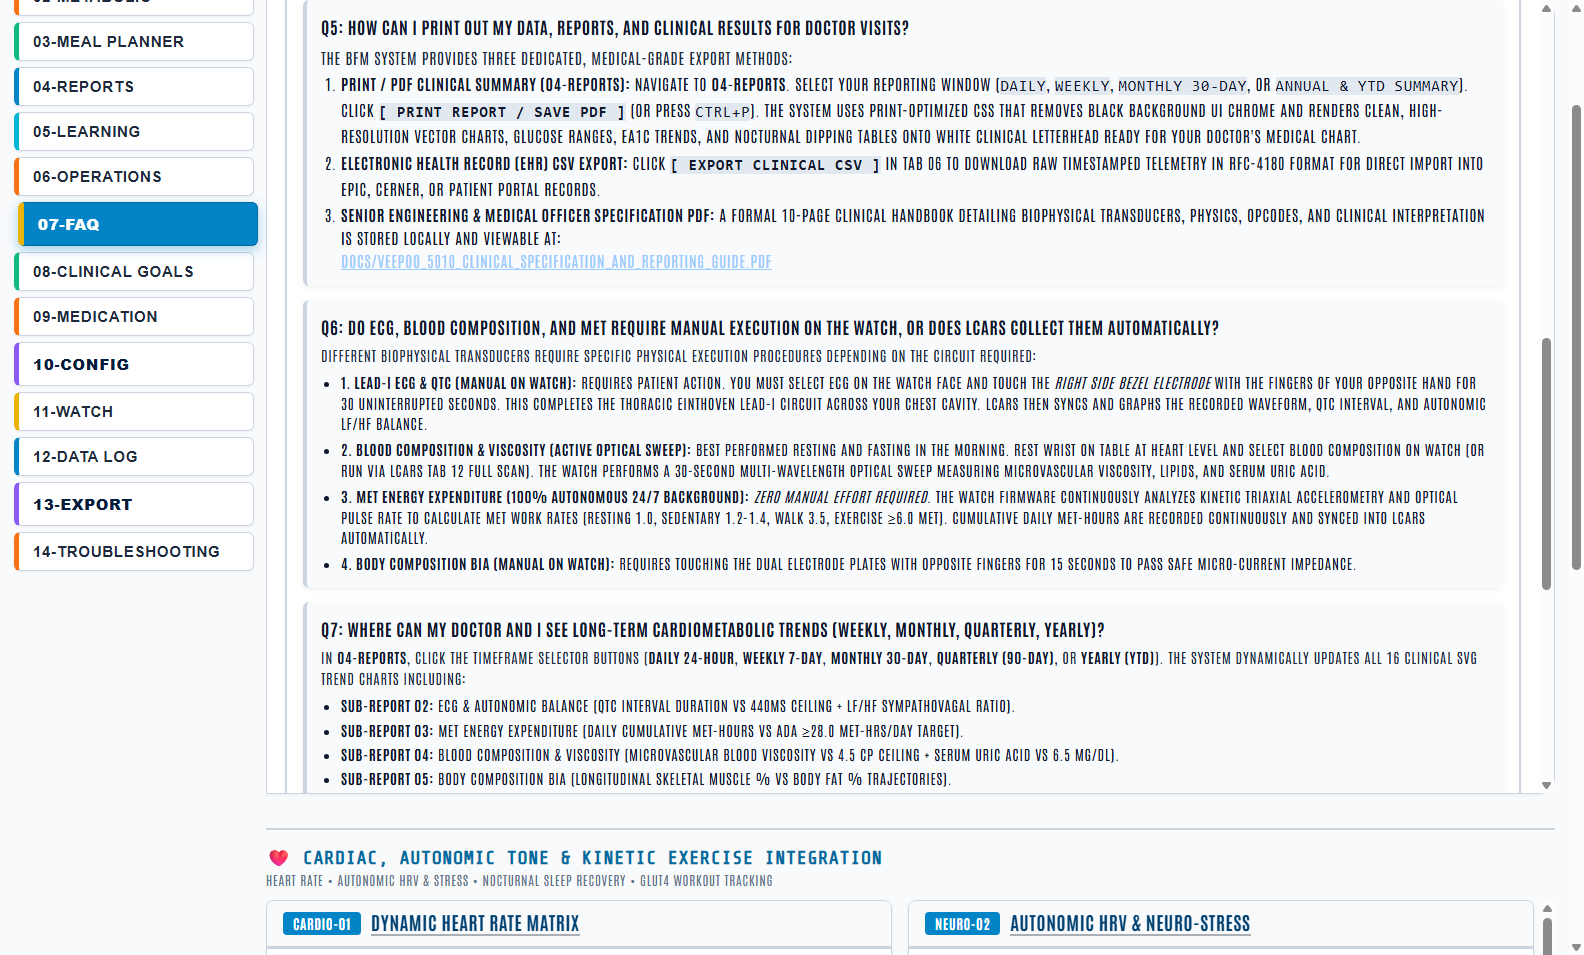 03-MEAL PLANNER
04-REPORTS
05-LEARNING
06-OPERATIONS
07-FAQ
08-CLINICAL GOALS
09-MEDICATION
10-CONFIG
11-WATCH
12-DATA LOG
13-EXPORT
14-TROUBLESHOOTING
Q5: HOW CAN I PRINT OUT MY DATA, REPORTS, AND CLINICAL RESULTS FOR DOCTOR VISITS?
THE BFM SYSTEM PROVIDES THREE DEDICATED, MEDICAL-GRADE EXPORT METHODS:
1. PRINT / PDF CLINICAL SUMMARY (04-REPORTS): NAVIGATE TO 04-REPORTS. SELECT YOUR REPORTING WINDOW (DAILY, WEEKLY, MONTHLY 30-DAY, OR ANNUAL & YTD SUMMARY).
CLICK [ PRINT REPORT / SAVE PDF ] (OR PRESS CTRL+P). THE SYSTEM USES PRINT-OPTIMIZED CSS THAT REMOVES BLACK BACKGROUND UI CHROME AND RENDERS CLEAN, HIGH-
RESOLUTION VECTOR CHARTS, GLUCOSE RANGES, EA1C TRENDS, AND NOCTURNAL DIPPING TABLES ONTO WHITE CLINICAL LETTERHEAD READY FOR YOUR DOCTOR'S MEDICAL CHART.
2. ELECTRONIC HEALTH RECORD (EHR) CSV EXPORT: CLICK [ EXPORT CLINICAL CSV ] IN TAB 06 TO DOWNLOAD RAW TIMESTAMPED TELEMETRY IN RFC-4180 FORMAT FOR DIRECT IMPORT INTO
EPIC, CERNER, OR PATIENT PORTAL RECORDS.
3. SENIOR ENGINEERING & MEDICAL OFFICER SPECIFICATION PDF: A FORMAL 10-PAGE CLINICAL HANDBOOK DETAILING BIOPHYSICAL TRANSDUCERS, PHYSICS, OPCODES, AND CLINICAL INTERPRETATION
IS STORED LOCALLY AND VIEWABLE AT:
DOCS/VEEPOO_5010_CLINICAL_SPECIFICATION_AND_REPORTING_GUIDE.PDF
Q6: DO ECG, BLOOD COMPOSITION, AND MET REQUIRE MANUAL EXECUTION ON THE WATCH, OR DOES LCARS COLLECT THEM AUTOMATICALLY?
DIFFERENT BIOPHYSICAL TRANSDUCERS REQUIRE SPECIFIC PHYSICAL EXECUTION PROCEDURES DEPENDING ON THE CIRCUIT REQUIRED:
• 1. LEAD-I ECG & QTC (MANUAL ON WATCH): REQUIRES PATIENT ACTION. YOU MUST SELECT ECG ON THE WATCH FACE AND TOUCH THE RIGHT SIDE BEZEL ELECTRODE WITH THE FINGERS OF YOUR OPPOSITE HAND FOR
30 UNINTERRUPTED SECONDS. THIS COMPLETES THE THORACIC EINTHOVEN LEAD-I CIRCUIT ACROSS YOUR CHEST CAVITY. LCARS THEN SYNCS AND GRAPHS THE RECORDED WAVEFORM, QTC INTERVAL, AND AUTONOMIC
LF/HF BALANCE.
• 2. BLOOD COMPOSITION & VISCOSITY (ACTIVE OPTICAL SWEEP): BEST PERFORMED RESTING AND FASTING IN THE MORNING. REST WRIST ON TABLE AT HEART LEVEL AND SELECT BLOOD COMPOSITION ON WATCH (OR
RUN VIA LCARS TAB 12 FULL SCAN). THE WATCH PERFORMS A 30-SECOND MULTI-WAVELENGTH OPTICAL SWEEP MEASURING MICROVASCULAR VISCOSITY, LIPIDS, AND SERUM URIC ACID.
• 3. MET ENERGY EXPENDITURE (100% AUTONOMOUS 24/7 BACKGROUND): ZERO MANUAL EFFORT REQUIRED. THE WATCH FIRMWARE CONTINUOUSLY ANALYZES KINETIC TRIAXIAL ACCELEROMETRY AND OPTICAL
PULSE RATE TO CALCULATE MET WORK RATES (RESTING 1.0, SEDENTARY 1.2-1.4, WALK 3.5, EXERCISE ≥6.0 MET). CUMULATIVE DAILY MET-HOURS ARE RECORDED CONTINUOUSLY AND SYNCED INTO LCARS
AUTOMATICALLY.
• 4. BODY COMPOSITION BIA (MANUAL ON WATCH): REQUIRES TOUCHING THE DUAL ELECTRODE PLATES WITH OPPOSITE FINGERS FOR 15 SECONDS TO PASS SAFE MICRO-CURRENT IMPEDANCE.
Q7: WHERE CAN MY DOCTOR AND I SEE LONG-TERM CARDIOMETABOLIC TRENDS (WEEKLY, MONTHLY, QUARTERLY, YEARLY)?
IN 04-REPORTS, CLICK THE TIMEFRAME SELECTOR BUTTONS (DAILY 24-HOUR, WEEKLY 7-DAY, MONTHLY 30-DAY, QUARTERLY (90-DAY), OR YEARLY (YTD)). THE SYSTEM DYNAMICALLY UPDATES ALL 16 CLINICAL SVG
TREND CHARTS INCLUDING:
• SUB-REPORT 02: ECG & AUTONOMIC BALANCE (QTC INTERVAL DURATION VS 440MS CEILING + LF/HF SYMPATHOVAGAL RATIO).
• SUB-REPORT 03: MET ENERGY EXPENDITURE (DAILY CUMULATIVE MET-HOURS VS ADA ≥28.0 MET-HRS/DAY TARGET).
• SUB-REPORT 04: BLOOD COMPOSITION & VISCOSITY (MICROVASCULAR BLOOD VISCOSITY VS 4.5 CP CEILING + SERUM URIC ACID VS 6.5 MG/DL).
• SUB-REPORT 05: BODY COMPOSITION BIA (LONGITUDINAL SKELETAL MUSCLE % VS BODY FAT % TRAJECTORIES).
CARDIAC, AUTONOMIC TONE & KINETIC EXERCISE INTEGRATION
HEART RATE • AUTONOMIC HRV & STRESS • NOCTURNAL SLEEP RECOVERY • GLUT4 WORKOUT TRACKING
CARDIO-01 DYNAMIC HEART RATE MATRIX
NEURO-02 AUTONOMIC HRV & NEURO-STRESS